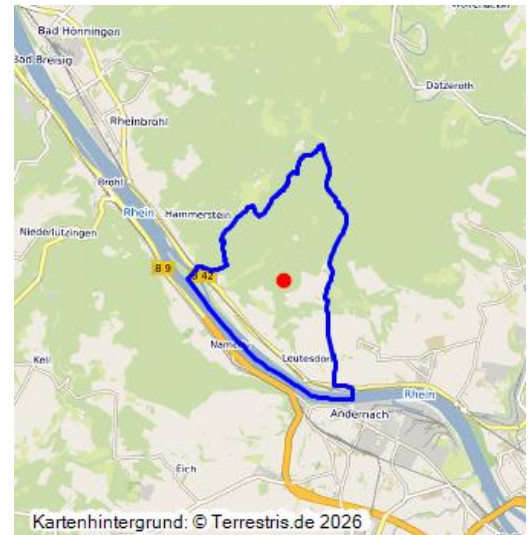 Bad Hönningen
Bad Breisig
Datzeroth
Rheinbrohl
Brohl
Rhein
Hammerstein
Niederlützingen
B 9
B 42
Kell
Namedy
Leutesdorf
Rhein
Andernach
Eich
Kartenhintergrund: © Terrestris.de 2026